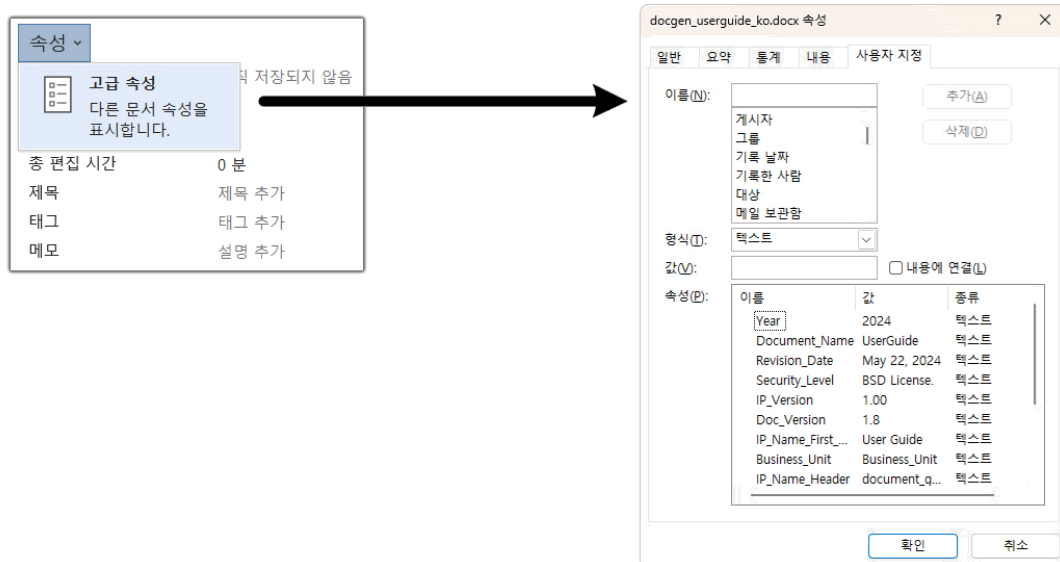 속성
고급 속성
다른 문서 속성을
표시합니다.
저장되지 않음
총 편집 시간 0 분
제목 제목 추가
태그 태그 추가
메모 설명 추가
docgen_userguide_ko.docx 속성 ? ×
일반 요약 통계 내용 사용자 지정
이름(N): 추가(A)
게시자
삭제(D)
그룹
기록 날짜
기록한 사람
대상
메일 보관함
형식(T): 텍스트
값(V): 내용에 연결(L)
속성(P): 이름 값 종류
Year 2024 텍스트
Document_Name UserGuide 텍스트
Revision_Date May 22, 2024 텍스트
Security_Level BSD License. 텍스트
IP_Version 1.00 텍스트
Doc_Version 1.8 텍스트
IP_Name_First_... User Guide 텍스트
Business_Unit Business_Unit 텍스트
IP_Name_Header document_g... 텍스트
확인 취소